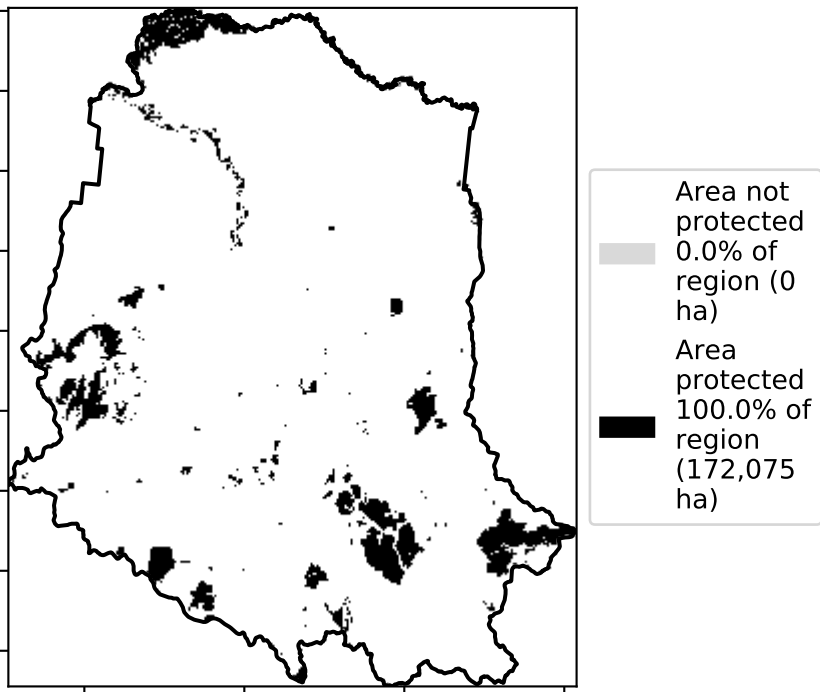 Area not
protected
0.0% of
region (0
ha)
Area
protected
100.0% of
region
(172,075
ha)